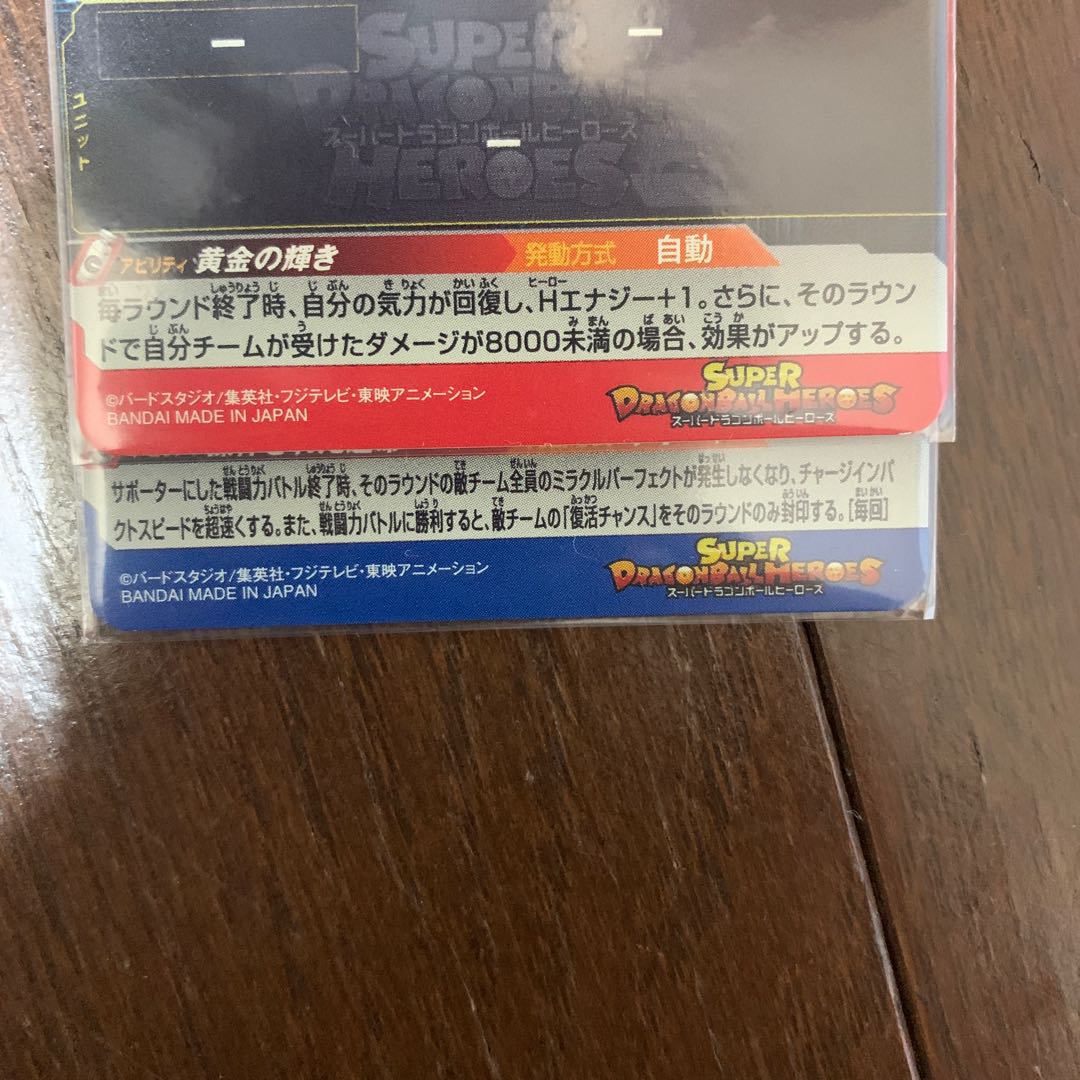 SUPER
DRAGON BALL
スーパードラゴンボールヒーローズ
HEROES
ユニット
アビリティ 黄金の輝き 発動方式 自動
毎ラウンド終了時、自分の気力が回復し、Hエナジー+1。さらに、そのラウン
ドで自分チームが受けたダメージが8000未満の場合、効果がアップする。
©バードスタジオ/集英社・フジテレビ・東映アニメーション
BANDAI MADE IN JAPAN
SUPER
DRAGONBALL HEROES
スーパードラゴンボールヒーローズ
サポーターにした戦闘力バトル終了時、そのラウンドの敵チーム全員のミラクルパーフェクトが発生しなくなり、チャージインパ
クトスピードを超速くする。また、戦闘力バトルに勝利すると、敵チームの「復活チャンス」をそのラウンドのみ封印する。[毎回]
©バードスタジオ/集英社・フジテレビ・東映アニメーション
BANDAI MADE IN JAPAN
SUPER
DRAGONBALL HEROES
スーパードラゴンボールヒーローズ